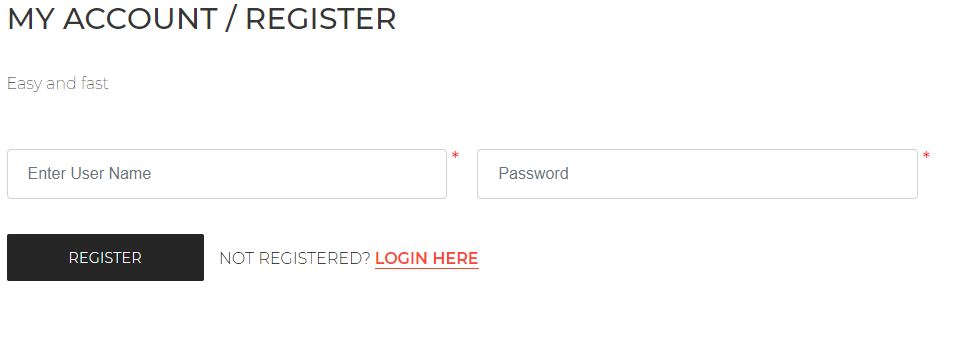 MY ACCOUNT / REGISTER
Easy and fast
Enter User Name * Password *
REGISTER NOT REGISTERED? LOGIN HERE